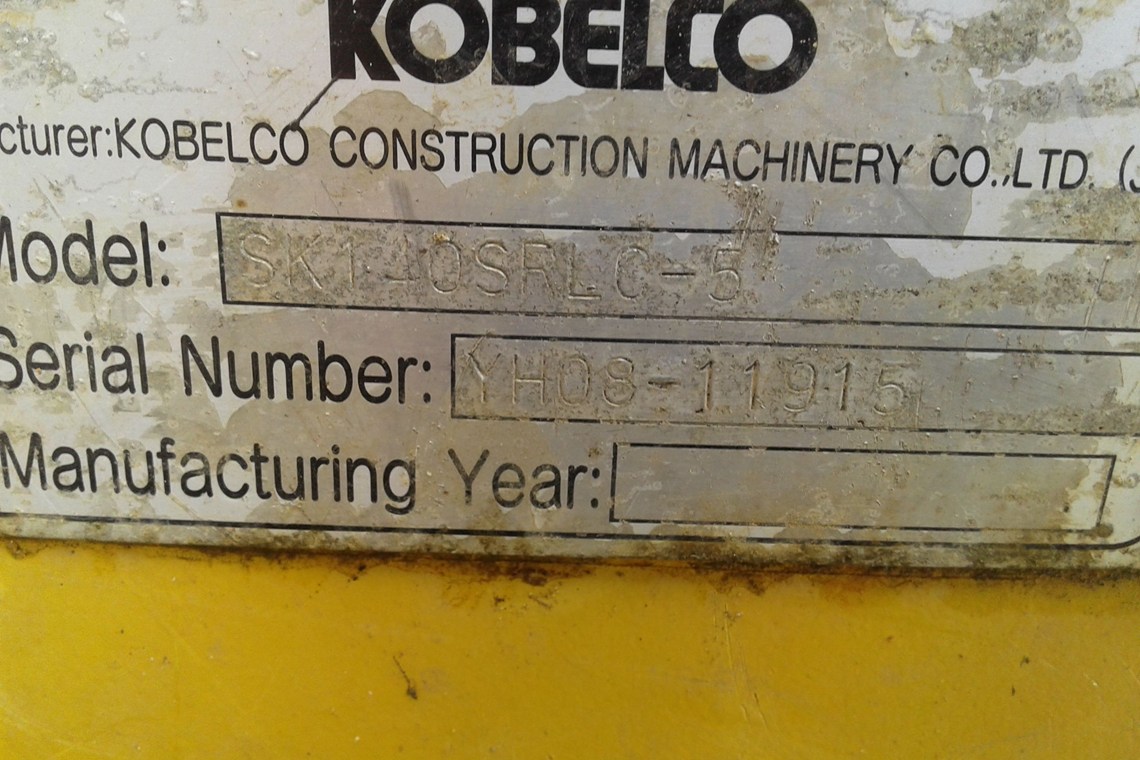 KOBELCO
cturer:KOBELCO CONSTRUCTION MACHINERY CO.,LTD. (J
Model: SK140SRLC-5
Serial Number: YH08-11915
Manufacturing Year: